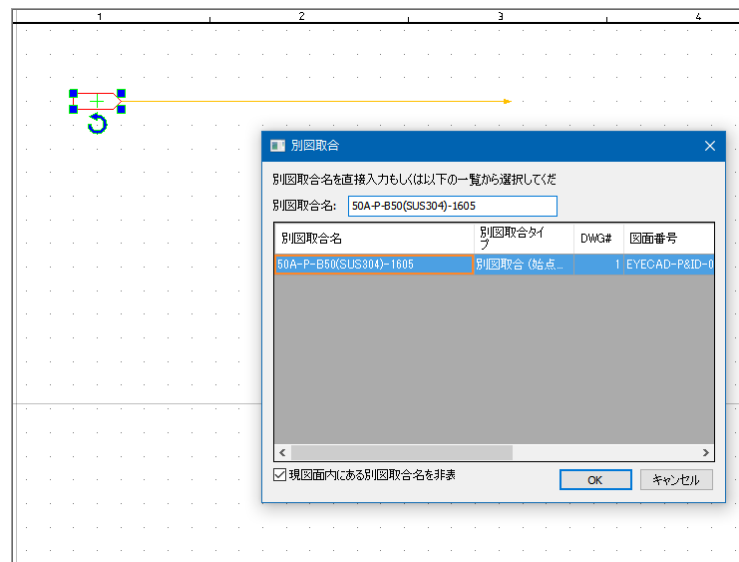 1 2 3 4
別図取合
別図取合名を直接入力もしくは以下の一覧から選択してくだ
別図取合名: 50A-P-B50(SUS304)-1605
別図取合名 別図取合タイプ DWG# 図面番号
50A-P-B50(SUS304)-1605 別図取合 (始点... 1 EYECAD-P&ID-0
現図面内にある別図取合名を非表
OK キャンセル